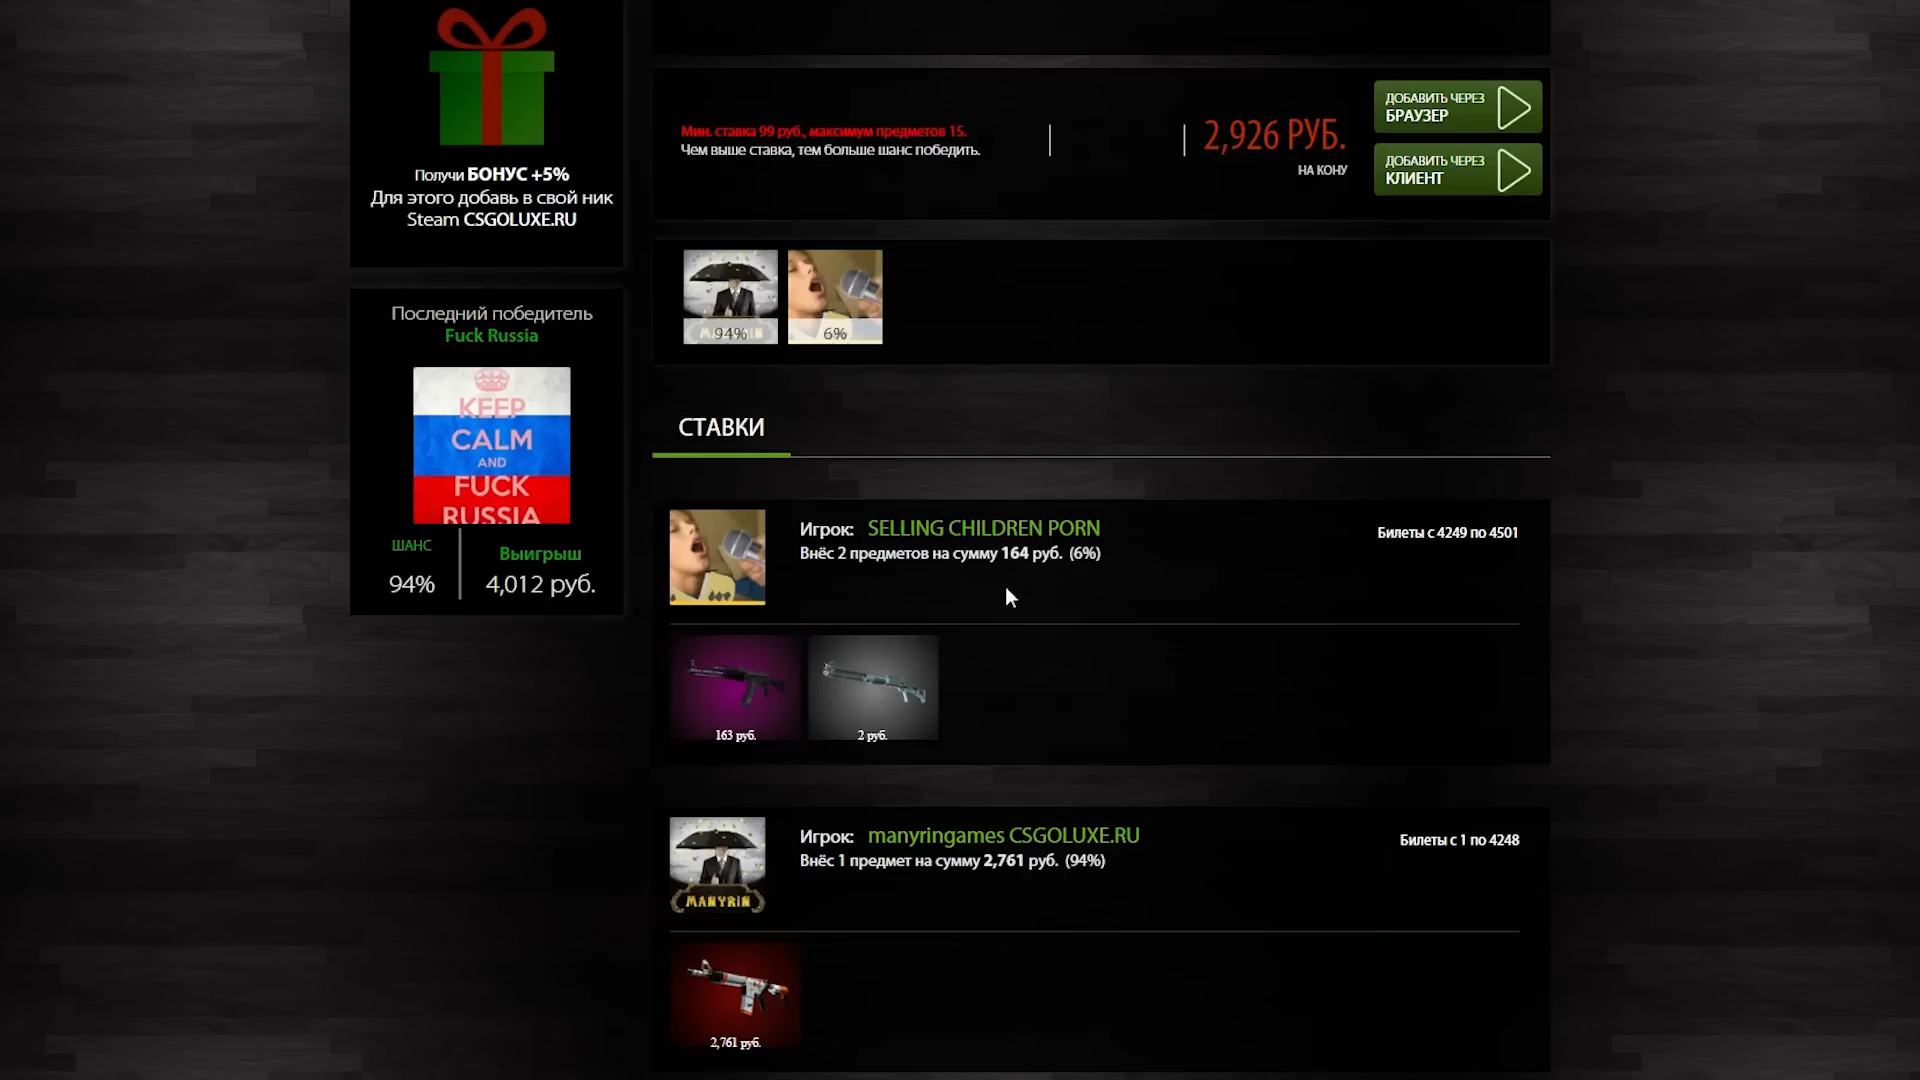 Получи БОНУС +5%
Для этого добавь в свой ник
Steam CSGOLUXE.RU
Последний победитель
Fuck Russia
KEEP
CALM
AND
FUCK
RUSSIA
ШАНС
94%
Выигрыш
4,012 руб.
Мин. ставка 99 руб., максимум предметов 15.
Чем выше ставка, тем больше шанс победить.
2,926 РУБ.
НА КОНУ
ДОБАВИТЬ ЧЕРЕЗ
БРАУЗЕР
ДОБАВИТЬ ЧЕРЕЗ
КЛИЕНТ
94%
6%
СТАВКИ
Игрок: SELLING CHILDREN PORN
Внёс 2 предметов на сумму 164 руб. (6%)
Билеты с 4249 по 4501
163 руб.
2 руб.
Игрок: manyringames CSGOLUXE.RU
Внёс 1 предмет на сумму 2,761 руб. (94%)
Билеты с 1 по 4248
MANYRIN
2,761 руб.